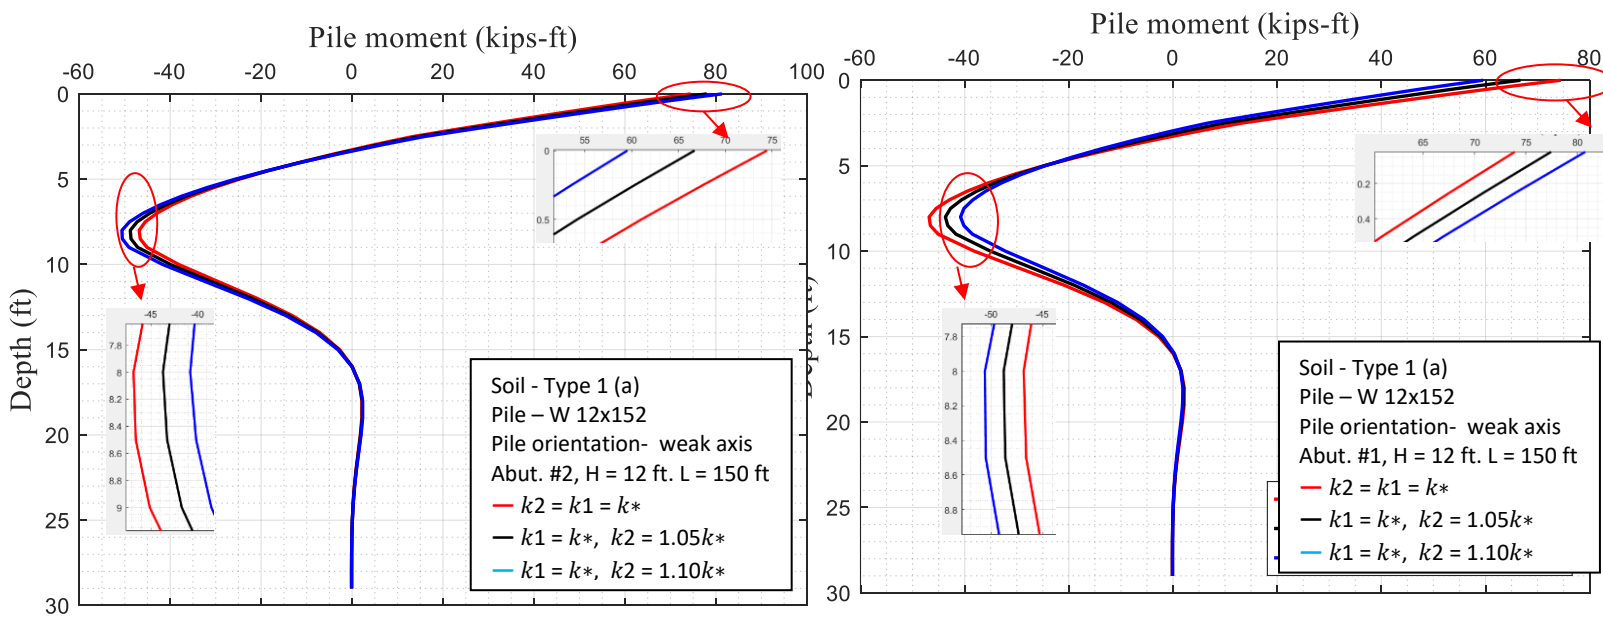 Pile moment (kips-ft)
-60 -40 -20 0 20 40 60 80 100
0
5
10
15
20
25
30
Depth (ft)
55 60 65 70 75
0
0.5
-45 -40
7.8
8
8.2
8.4
8.6
8.8
9
Soil - Type 1 (a)
Pile – W 12x152
Pile orientation- weak axis
Abut. #2, H = 12 ft. L = 150 ft
k2 = k1 = k*
k1 = k*, k2 = 1.05k*
k1 = k*, k2 = 1.10k*
Pile moment (kips-ft)
-60 -40 -20 0 20 40 60 80
0
5
10
15
20
25
30
65 70 75 80
0.2
0.4
-50 -45
7.8
8
8.2
8.4
8.6
8.8
Soil - Type 1 (a)
Pile – W 12x152
Pile orientation- weak axis
Abut. #1, H = 12 ft. L = 150 ft
k2 = k1 = k*
k1 = k*, k2 = 1.05k*
k1 = k*, k2 = 1.10k*